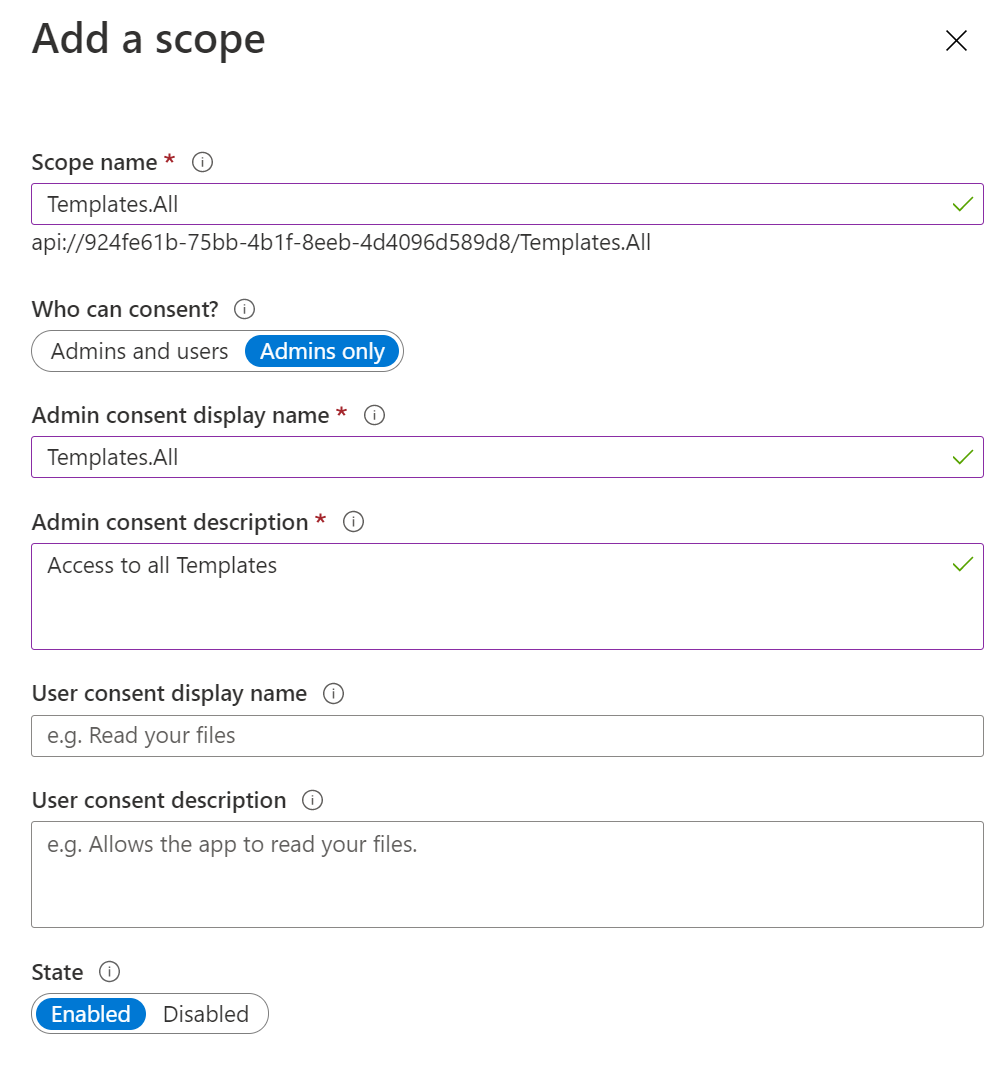 Add a scope
Scope name *
Templates.All
api://924fe61b-75bb-4b1f-8eeb-4d4096d589d8/Templates.All
Who can consent?
Admins and users Admins only
Admin consent display name *
Templates.All
Admin consent description *
Access to all Templates
User consent display name
e.g. Read your files
User consent description
e.g. Allows the app to read your files.
State
Enabled Disabled